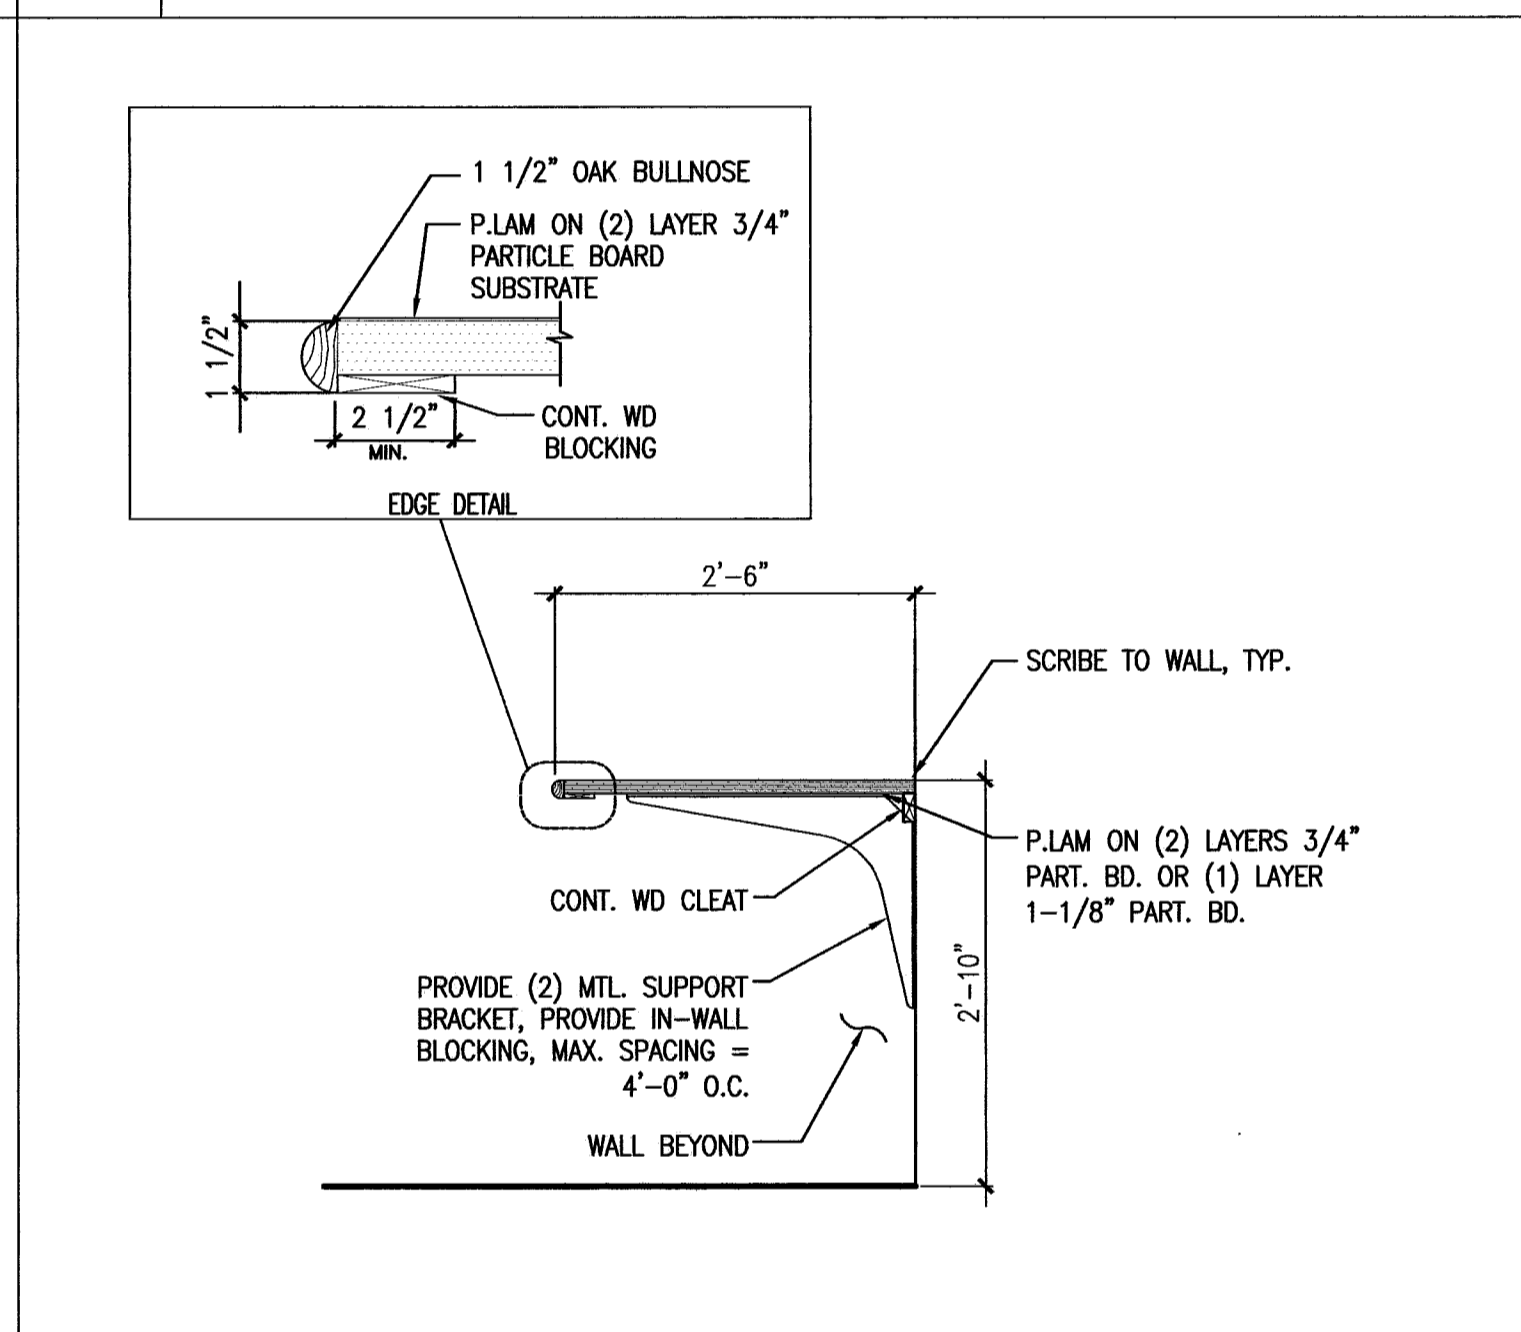 1 1/2” OAK BULLNOSE
P.LAM ON (2) LAYER 3/4”
PARTICLE BOARD
SUBSTRATE
1 1/2”
2 1/2”
MIN.
CONT. WD
BLOCKING
EDGE DETAIL
2’-6”
SCRIBE TO WALL, TYP.
P.LAM ON (2) LAYERS 3/4”
PART. BD. OR (1) LAYER
1-1/8” PART. BD.
CONT. WD CLEAT
PROVIDE (2) MTL. SUPPORT
BRACKET, PROVIDE IN-WALL
BLOCKING, MAX. SPACING =
4’-0” O.C.
2’-10”
WALL BEYOND